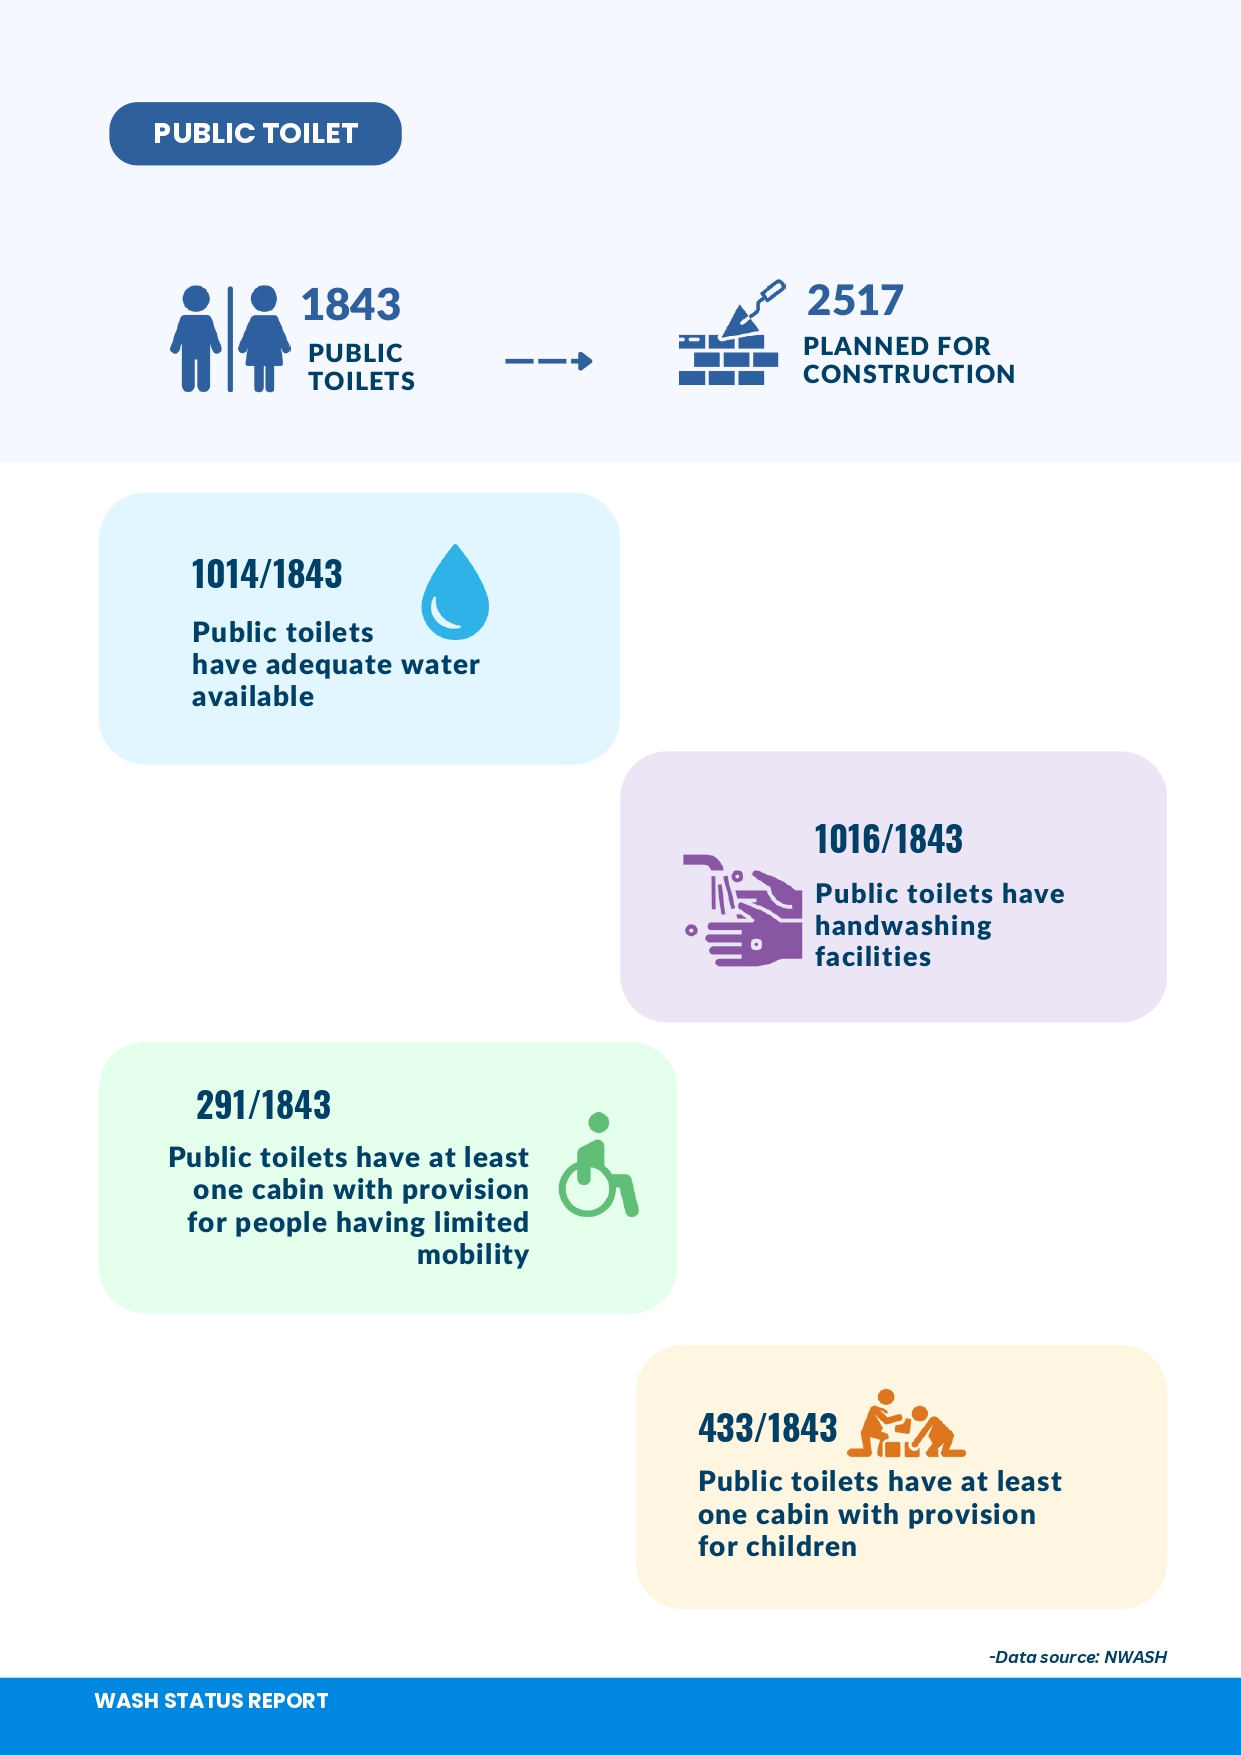 PUBLIC TOILET
1843
PUBLIC
TOILETS
2517
PLANNED FOR
CONSTRUCTION
1014/1843
Public toilets
have adequate water
available
1016/1843
Public toilets have
handwashing
facilities
291/1843
Public toilets have at least
one cabin with provision
for people having limited
mobility
433/1843
Public toilets have at least
one cabin with provision
for children
-Data source: NWASH
WASH STATUS REPORT